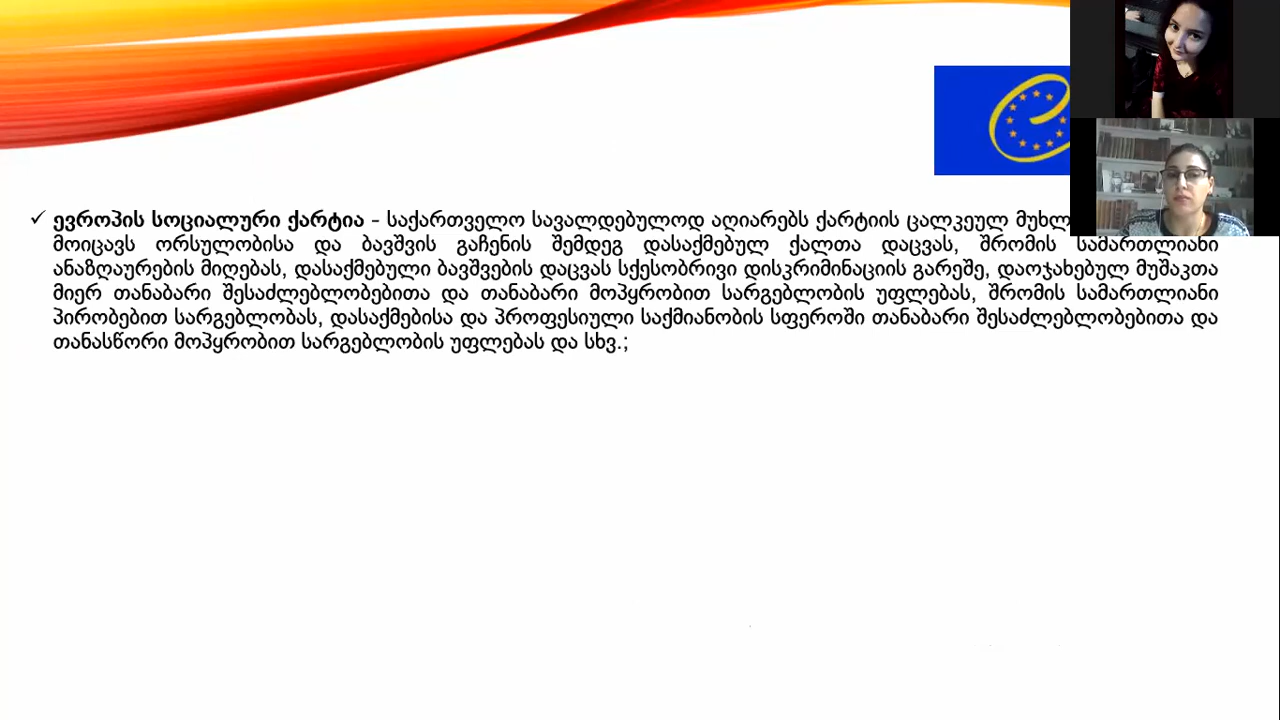 ✓ ევროპის სოციალური ქარტია – საქართველო სავალდებულოდ აღიარებს ქარტიის ცალკეულ
მოიცავს ორსულობისა და ბავშვის გაჩენის შემდეგ დასაქმებულ ქალთა დაცვას, შრომის სამართლიანი
ანაზღაურების მიღებას, დასაქმებული ბავშვების დაცვას სქესობრივი დისკრიმინაციის გარეშე, დაოჯახებულ მუშაკთა
მიერ თანაბარი შესაძლებლობებითა და თანაბარი მოპყრობით სარგებლობის უფლებას, შრომის სამართლიანი
პირობებით სარგებლობას, დასაქმებისა და პროფესიული საქმიანობის სფეროში თანაბარი შესაძლებლობებითა და
თანასწორი მოპყრობით სარგებლობის უფლებას და სხვ.;